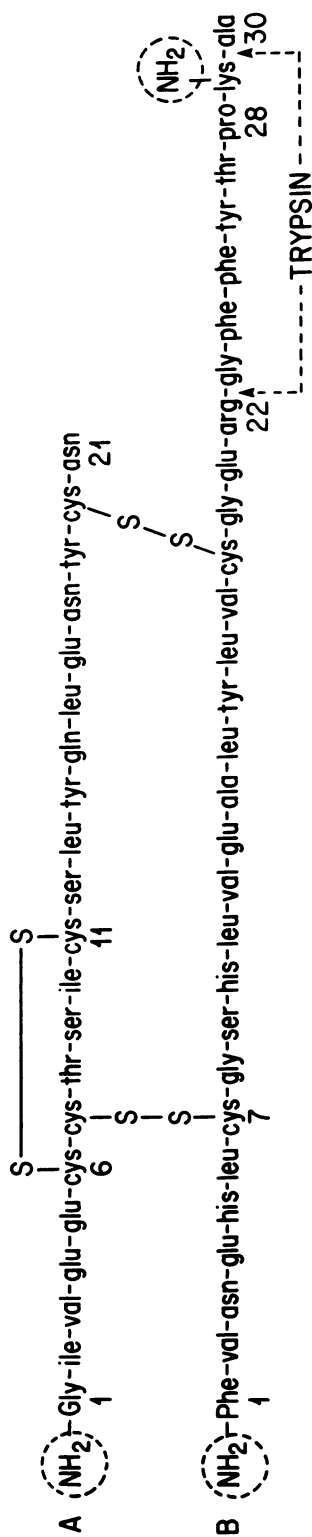 S S
A NH2 Gly-ile-val-glu-glu-cys-cys-thr-ser-ile-cys-ser-leu-tyr-gln-leu-glu-asn-tyr-cys-asn
1 6 11 21
S S
S S
NH2
B NH2 Phe-val-asn-glu-his-leu-cys-gly-ser-his-leu-val-glu-ala-leu-tyr-leu-val-cys-gly-glu-arg-gly-phe-phe-tyr-thr-pro-lys-ala
1 7 22 28 30
TRYPSIN